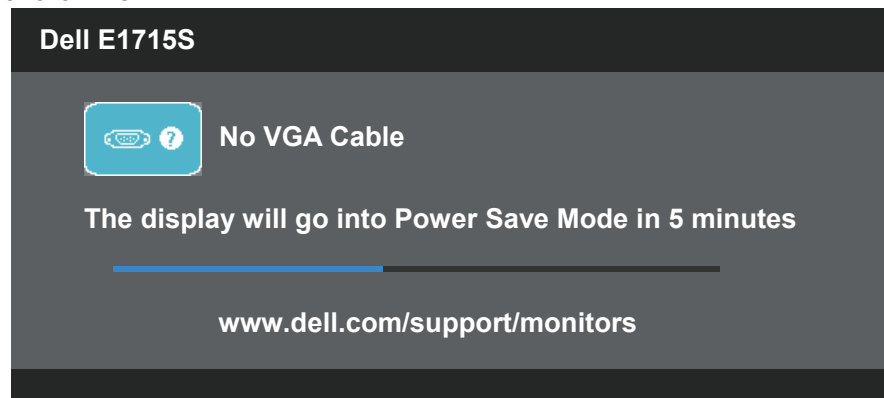 Dell E1715S
No VGA Cable
The display will go into Power Save Mode in 5 minutes
www.dell.com/support/monitors